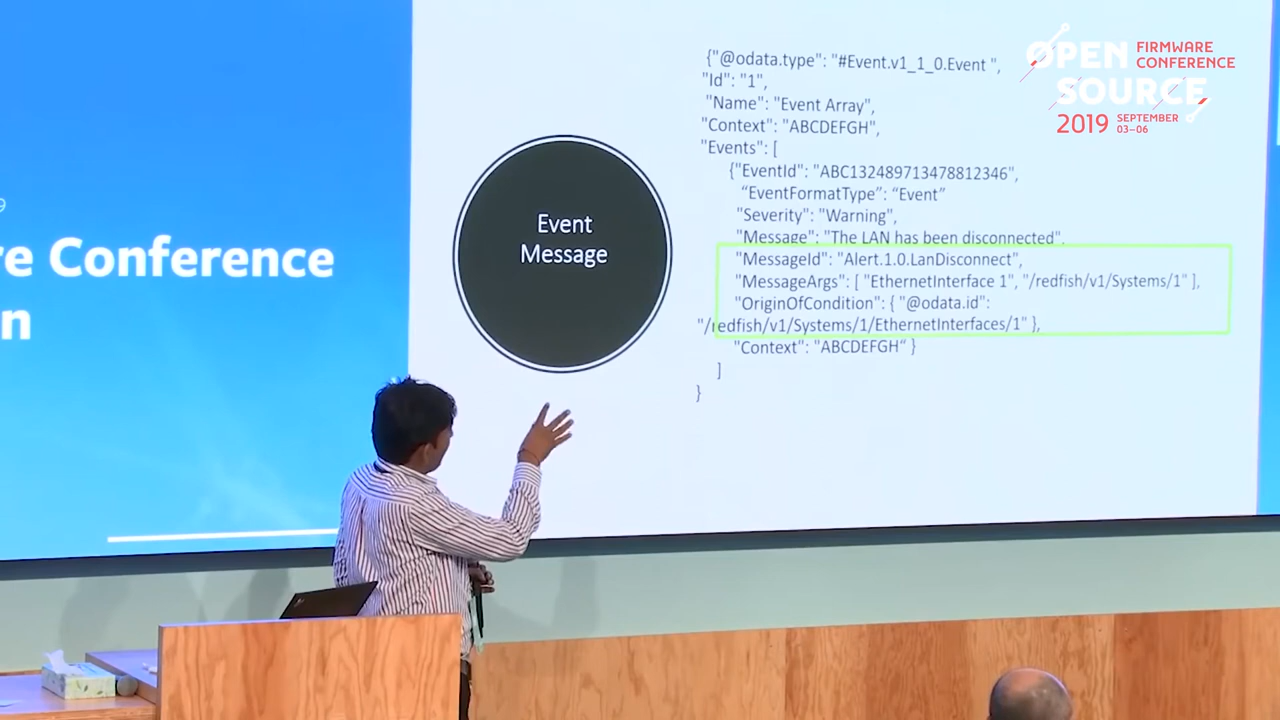 OPEN
SOURCE
FIRMWARE
CONFERENCE
2019
SEPTEMBER
03–06
9
re Conference
n
Event
Message
{"@odata.type": "#Event.v1_1_0.Event ",
"Id": "1",
"Name": "Event Array",
"Context": "ABCDEFGH",
"Events": [
{"EventId": "ABC132489713478812346",
“EventFormatType”: “Event”
"Severity": "Warning",
"Message": "The LAN has been disconnected",
"MessageId": "Alert.1.0.LanDisconnect",
"MessageArgs": [ "EthernetInterface 1", "/redfish/v1/Systems/1" ],
"OriginOfCondition": { "@odata.id":
"/redfish/v1/Systems/1/EthernetInterfaces/1" },
"Context": "ABCDEFGH“ }
]
}